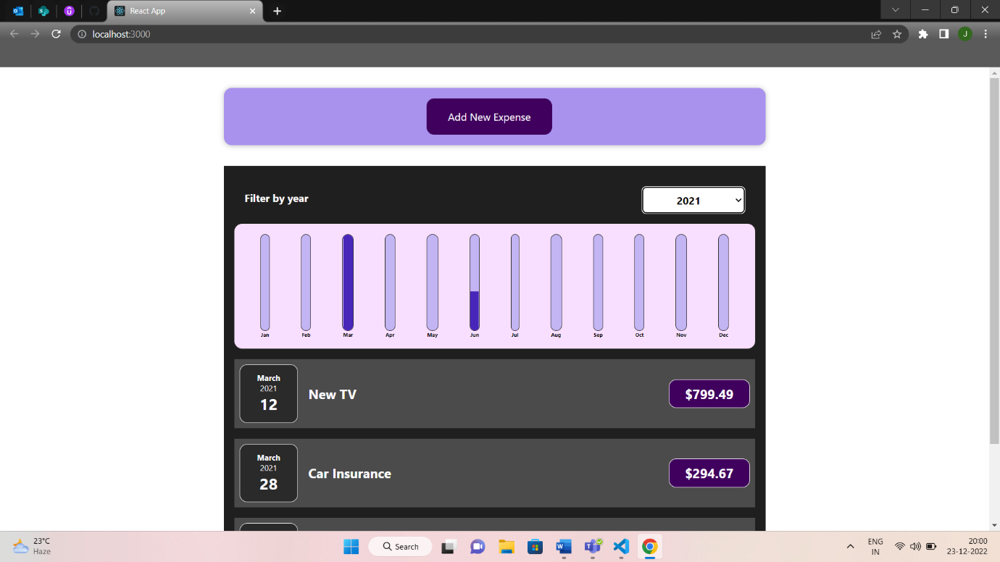 React App
localhost:3000
J
Add New Expense
Filter by year
2021
Jan Feb Mar Apr May Jun Jul Aug Sep Oct Nov Dec
March
2021
12
New TV
$799.49
March
2021
28
Car Insurance
$294.67
23°C
Haze
Search
ENG
IN
20:00
23-12-2022